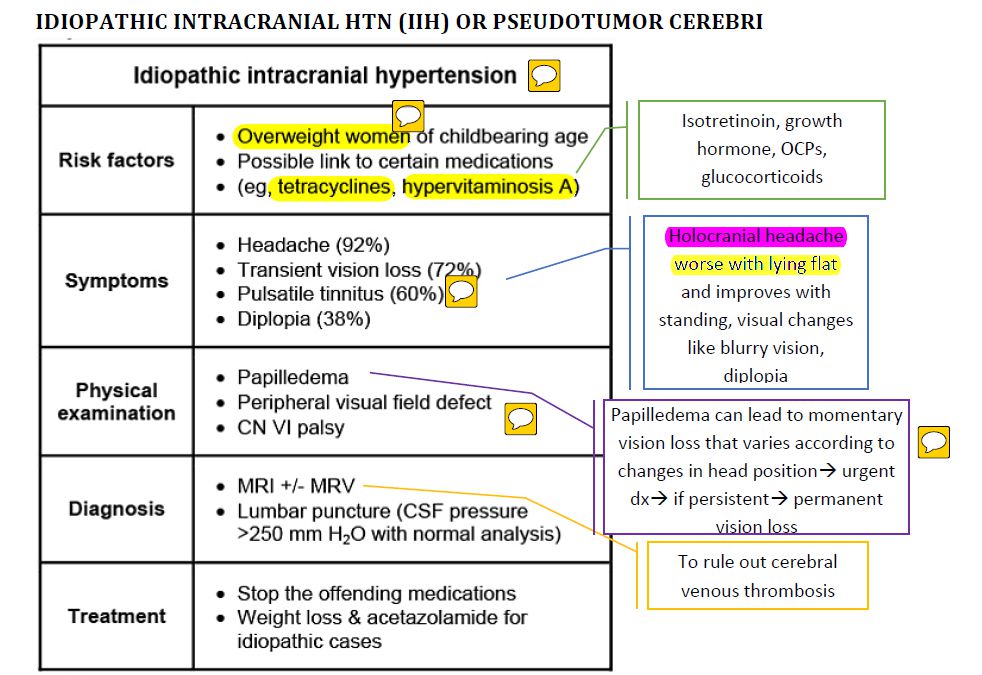 IDIOPATHIC INTRACRANIAL HTN (IIH) OR PSEUDOTUMOR CEREBRI
Idiopathic intracranial hypertension
Risk factors
• Overweight women of childbearing age
• Possible link to certain medications
• (eg, tetracyclines, hypervitaminosis A)
Isotretinoin, growth
hormone, OCPs,
glucocorticoids
Symptoms
• Headache (92%)
• Transient vision loss (72%)
• Pulsatile tinnitus (60%)
• Diplopia (38%)
Holocranial headache
worse with lying flat
and improves with
standing, visual changes
like blurry vision,
diplopia
Physical
examination
• Papilledema
• Peripheral visual field defect
• CN VI palsy
Papilledema can lead to momentary
vision loss that varies according to
changes in head position→ urgent
dx→ if persistent→ permanent
vision loss
Diagnosis
• MRI +/- MRV
• Lumbar puncture (CSF pressure
>250 mm H₂O with normal analysis)
To rule out cerebral
venous thrombosis
Treatment
• Stop the offending medications
• Weight loss & acetazolamide for
idiopathic cases